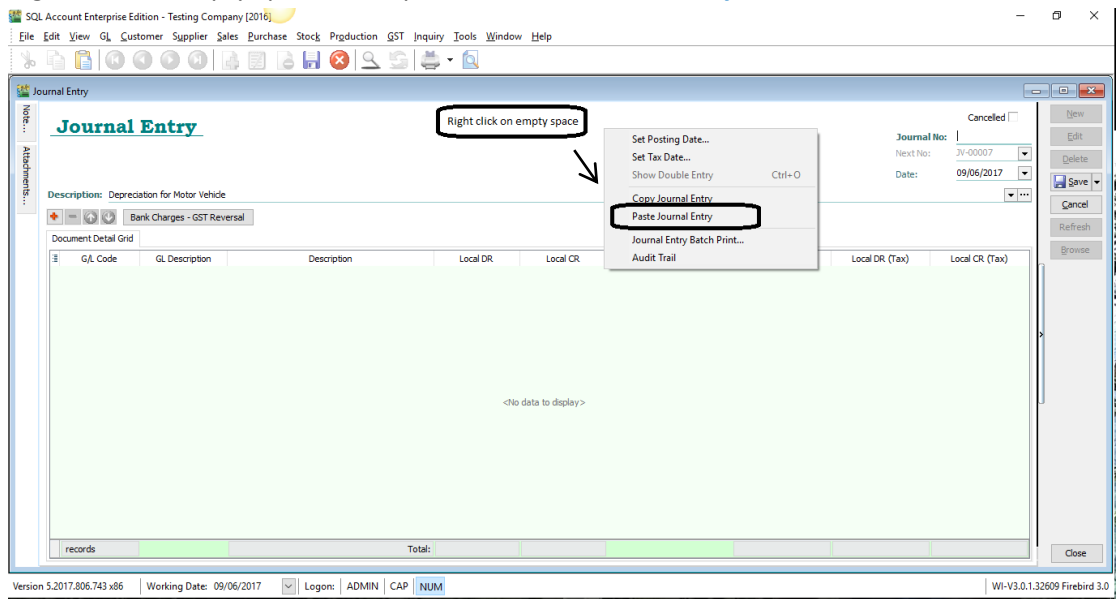 SQL Account Enterprise Edition - Testing Company [2016]
File Edit View GL Customer Supplier Sales Purchase Stock Production GST Inquiry Tools Window Help
Journal Entry
Note...
Attachments...
Journal Entry
Right click on empty space
Cancelled
Journal No:
Next No: JV-00007
Date: 09/06/2017
Set Posting Date...
Set Tax Date...
Show Double Entry Ctrl+O
Copy Journal Entry
Paste Journal Entry
Journal Entry Batch Print...
Audit Trail
Description: Depreciation for Motor Vehicle
Bank Charges - GST Reversal
Document Detail Grid
G/L Code GL Description Description Local DR Local CR Local DR (Tax) Local CR (Tax)
<No data to display>
records Total:
New
Edit
Delete
Save
Cancel
Refresh
Browse
Close
Version 5.2017.806.743 x86 Working Date: 09/06/2017 Logon: ADMIN CAP NUM WI-V3.0.1.32609 Firebird 3.0